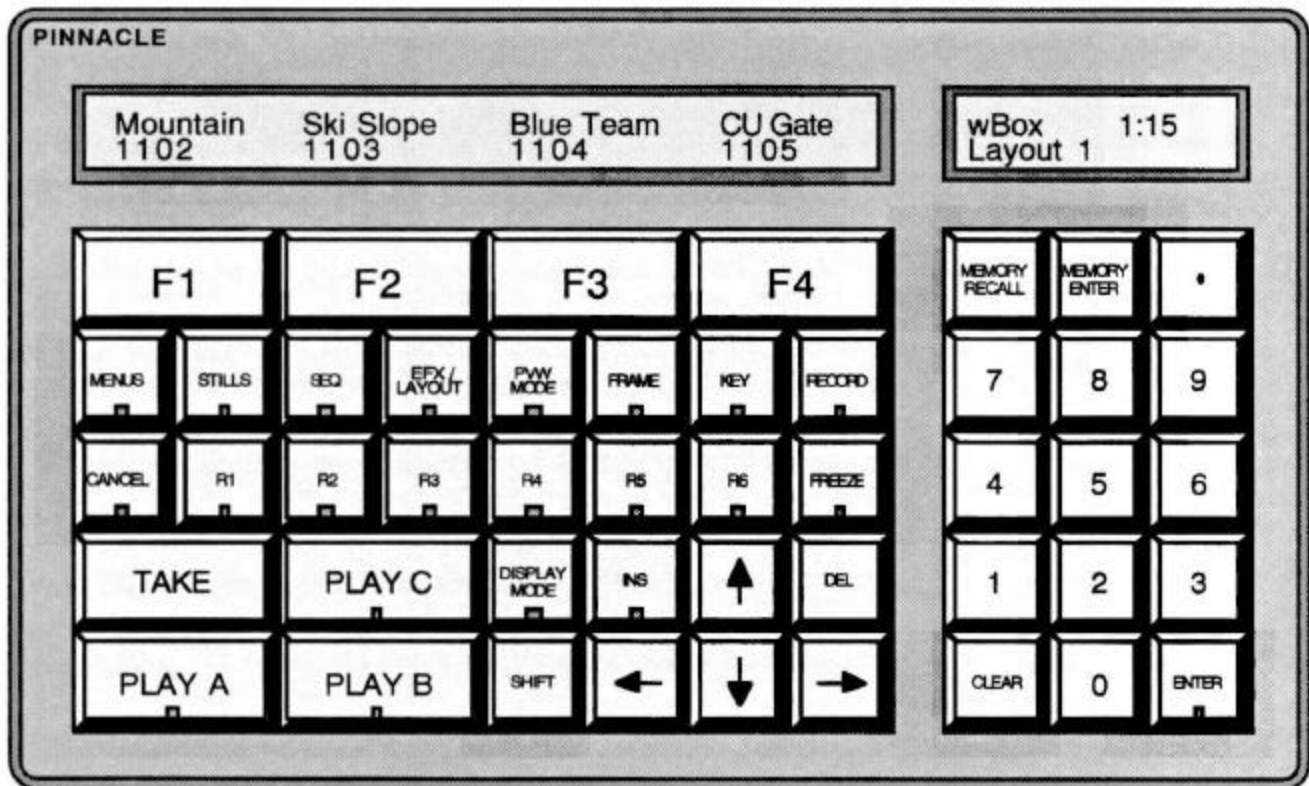 PINNACLE
Mountain Ski Slope Blue Team CU Gate
1102 1103 1104 1105
wBox 1:15
Layout 1
F1 F2 F3 F4
MEMORY RECALL MEMORY ENTER •
MENUS STILLS SEQ EFX / LAYOUT PVW MODE FRAME KEY RECORD
7 8 9
CANCEL R1 R2 R3 R4 R5 R6 FREEZE
4 5 6
TAKE PLAY C DISPLAY MODE INS DEL
1 2 3
PLAY A PLAY B SHIFT
CLEAR 0 ENTER